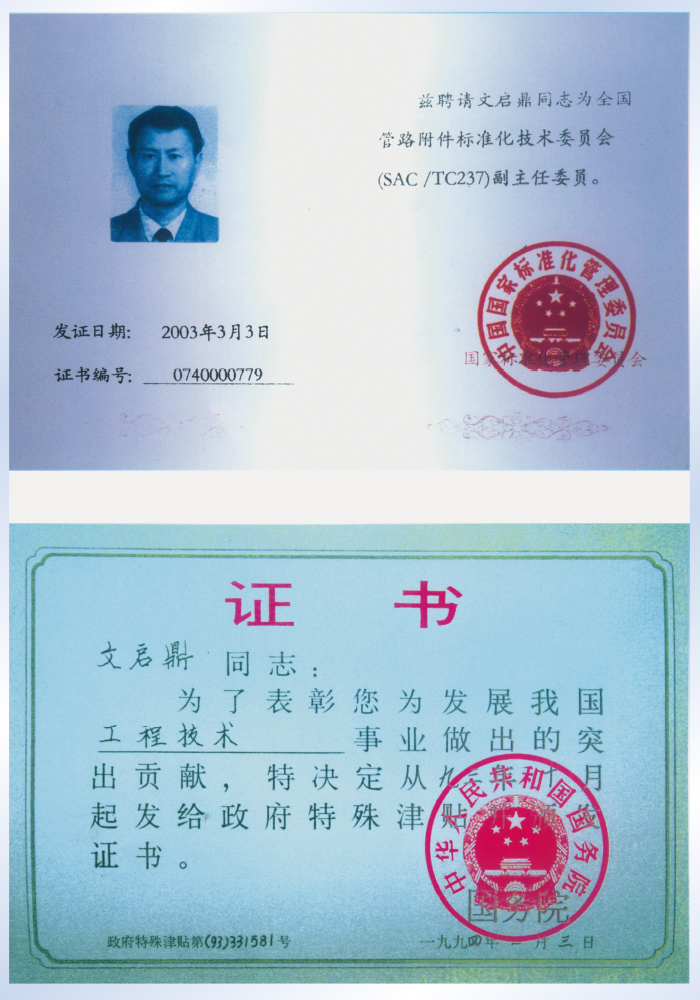 兹聘请文启鼎同志为全国
管路附件标准化技术委员会
(SAC /TC237)副主任委员。
中国国家标准化管理委员会
国家标准化管理委员会
发证日期: 2003年3月3日
证书编号: 0740000779
证 书
文启鼎 同志:
为了表彰您为发展我国
工程技术 事业做出的突
出贡献,特决定从九三年十月
起发给政府特殊津贴并颁发
证书。
中华人民共和国国务院
国务院
政府特殊津贴第(93)331581号
一九九四年 月三日